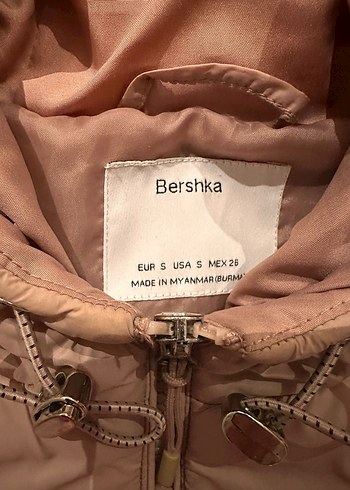 Bershka
EUR S USA S MEX 26
MADE IN MYANMAR (BURMA)